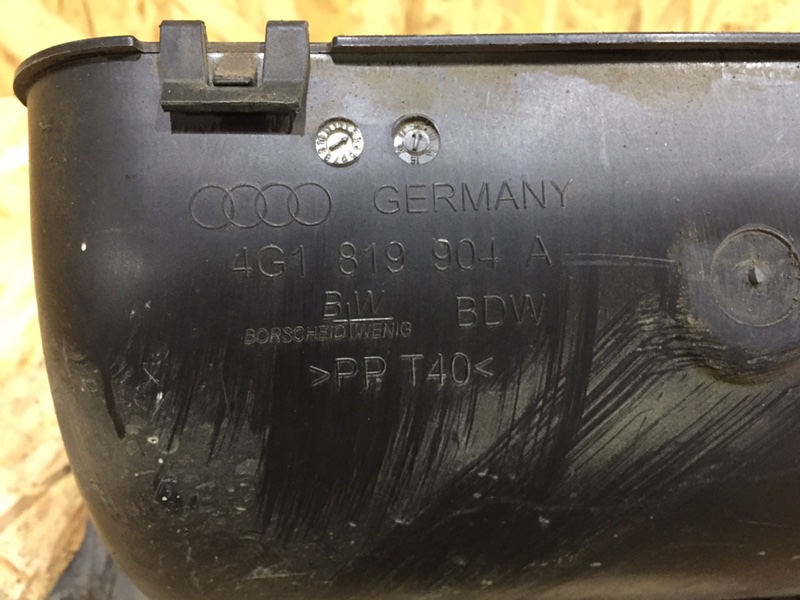 GERMANY
4G1 819 904 A
BW BDW
BORSCHEID WENIG
>PP T40<